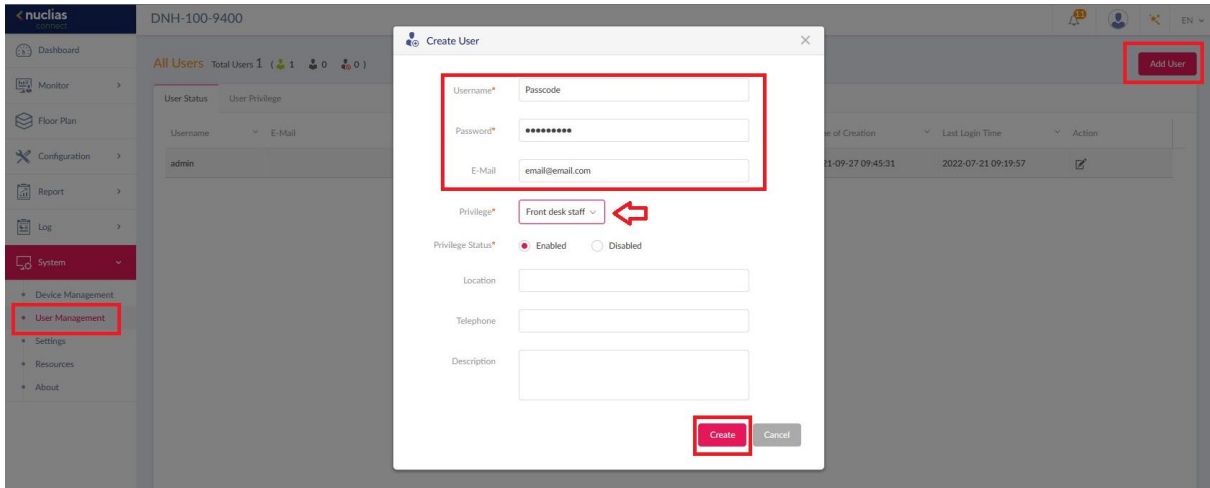 nuclias
connect
DNH-100-9400
11
EN
Dashboard
Monitor
Floor Plan
Configuration
Report
Log
System
Device Management
User Management
Settings
Resources
About
All Users Total Users 1 ( 1 0 0 )
Add User
User Status User Privilege
Username E-Mail of Creation Last Login Time Action
admin 21-09-27 09:45:31 2022-07-21 09:19:57
Create User
Username* Passcode
Password* •••••••••
E-Mail email@email.com
Privilege* Front desk staff
Privilege Status* Enabled Disabled
Location
Telephone
Description
Create Cancel